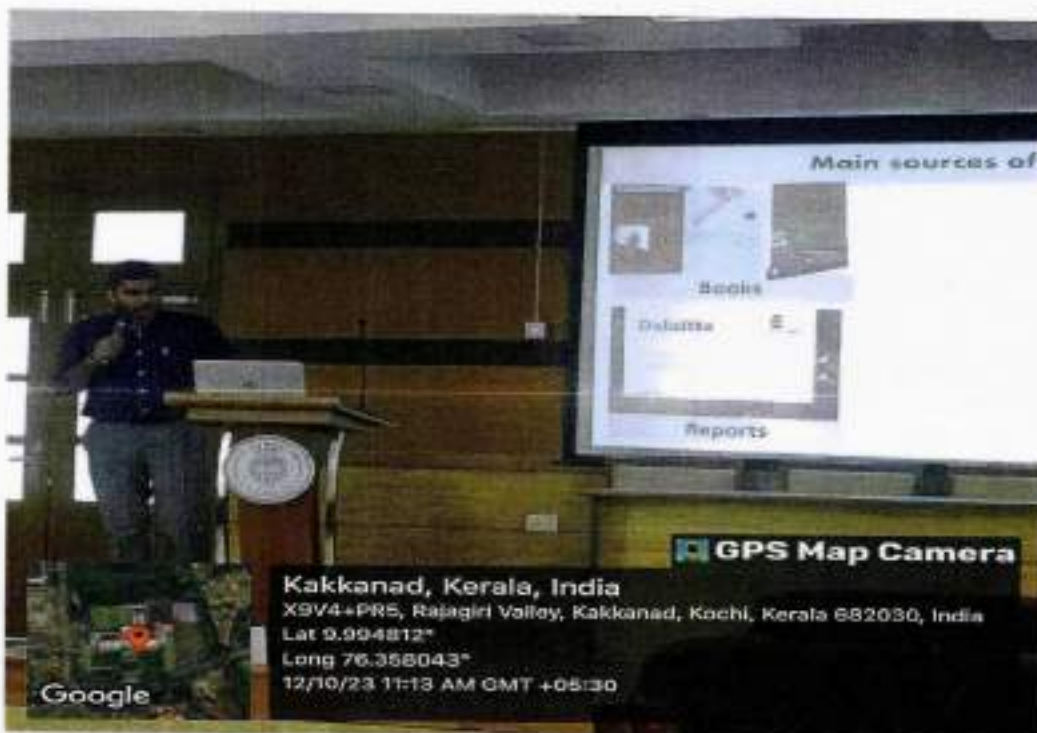 Main sources of
Books
Deloitte
Reports
GPS Map Camera
Kakkanad, Kerala, India
X9V4+PR5, Rajagiri Valley, Kakkanad, Kochi, Kerala 682030, India
Lat 9.994812°
Long 76.358043°
12/10/23 11:13 AM GMT +05:30
Google